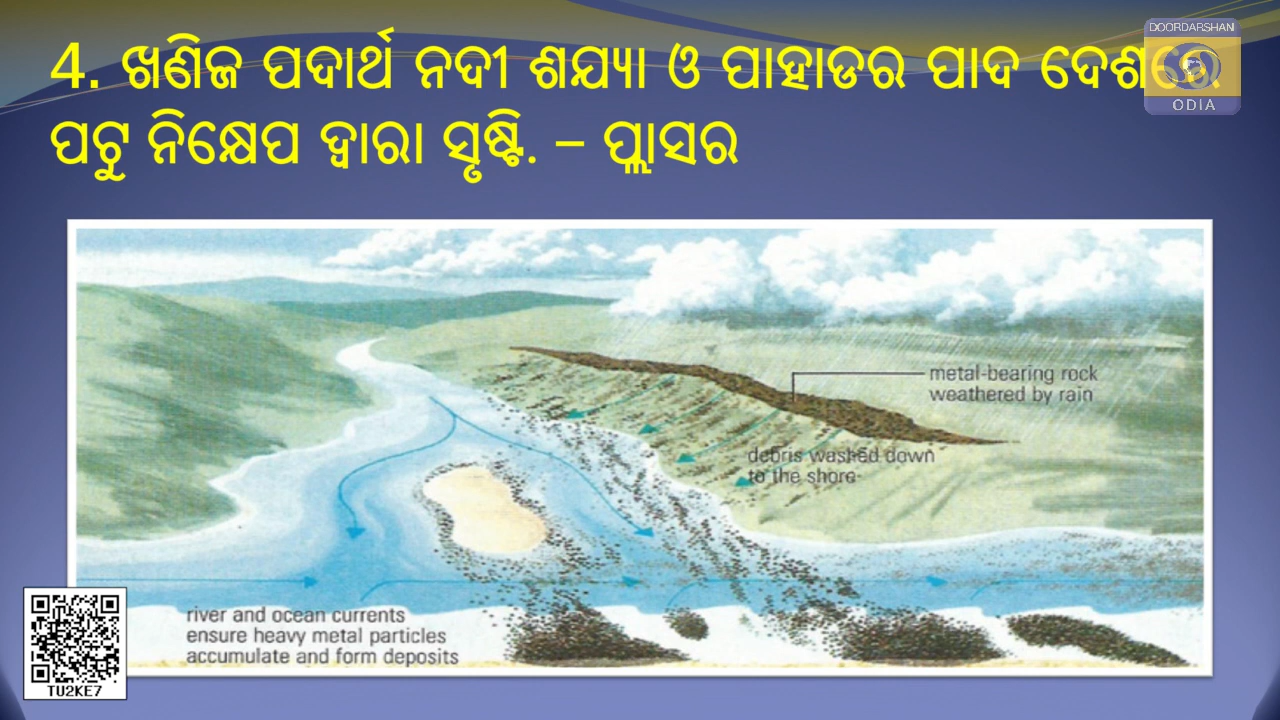 4. ଖଣିଜ ପଦାର୍ଥ ନଦୀ ଶଯ୍ୟା ଓ ପାହାଡର ପାଦ ଦେଶରେ
ପଟୁ ନିକ୍ଷେପ ଦ୍ୱାରା ସୃଷ୍ଟି. – ପ୍ଲାସର
DOORDARSHAN
ODIA
metal-bearing rock
weathered by rain
debris washed down
to the shore
river and ocean currents
ensure heavy metal particles
accumulate and form deposits
TU2KE7